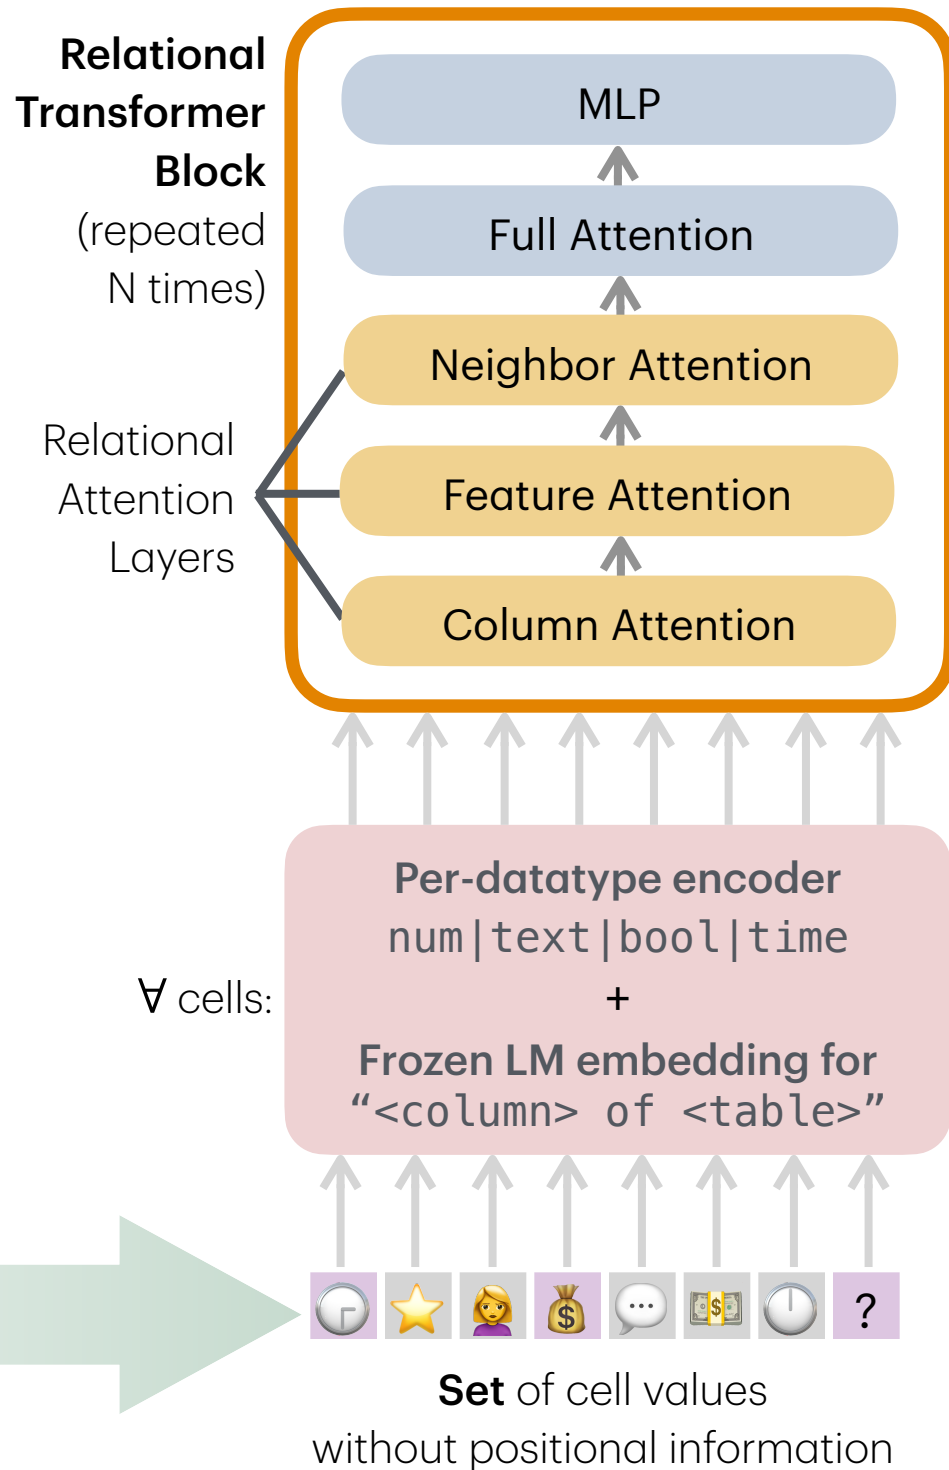 Relational
Transformer
Block
(repeated
N times)
MLP
Full Attention
Neighbor Attention
Feature Attention
Column Attention
Relational
Attention
Layers
∀ cells:
Per-datatype encoder
num|text|bool|time
+
Frozen LM embedding for
“<column> of <table>”
?
Set of cell values
without positional information